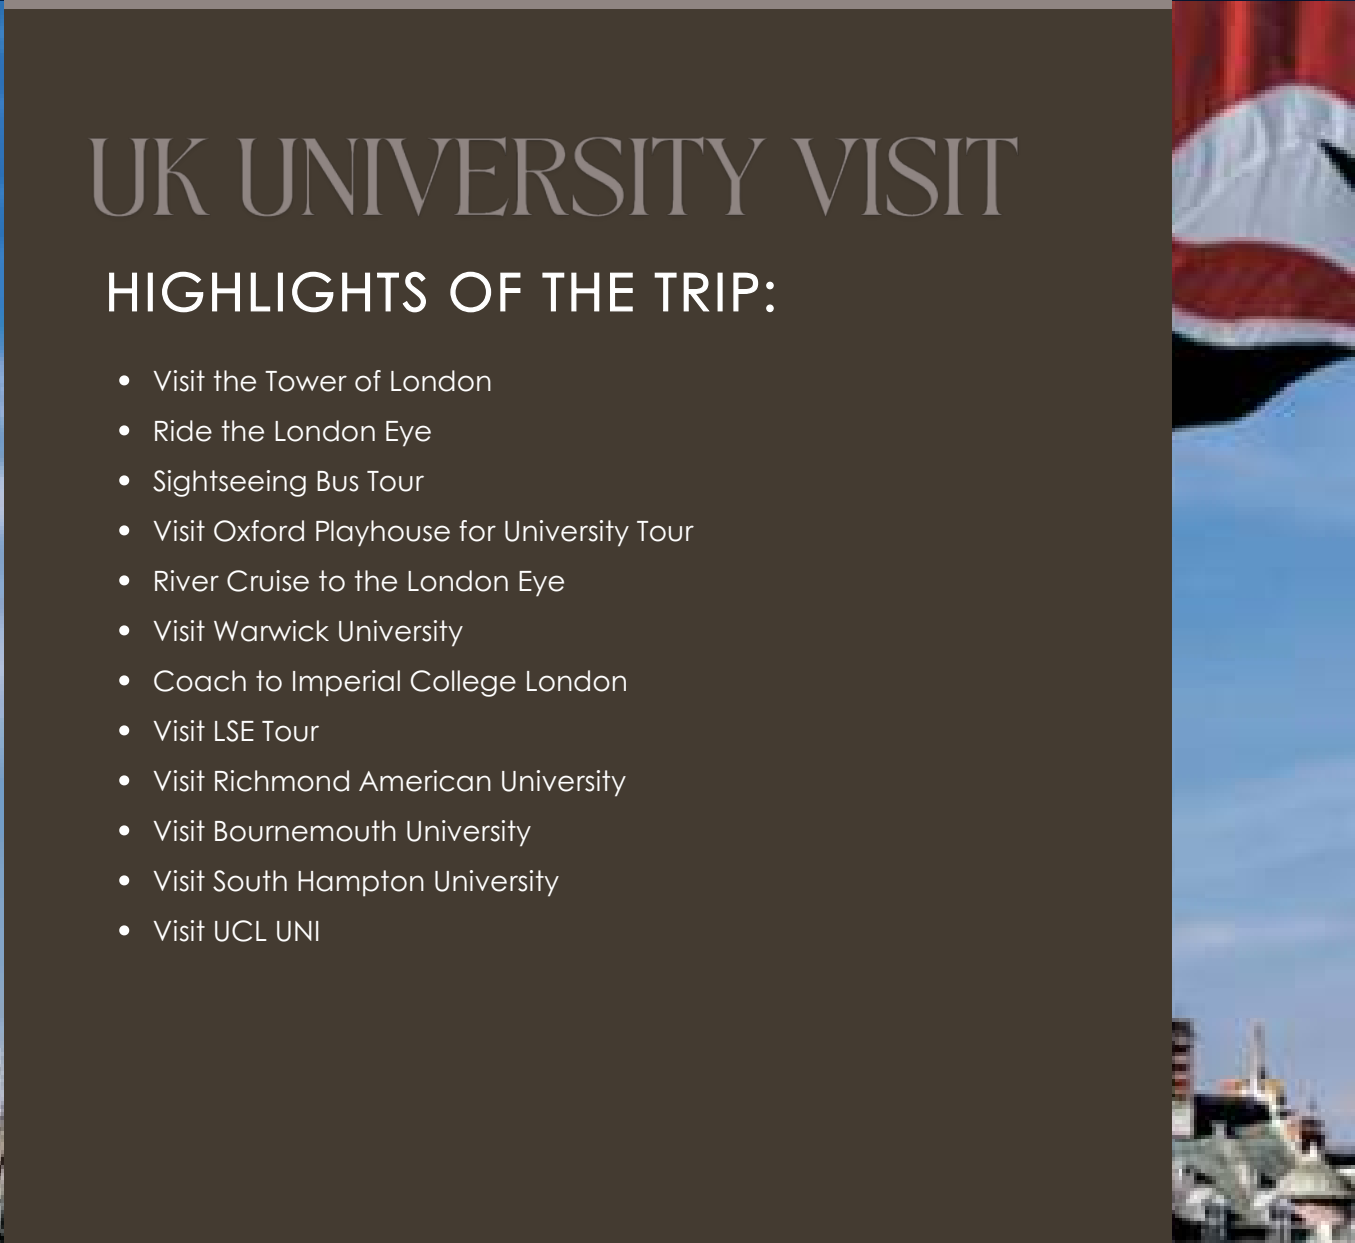 UK UNIVERSITY VISIT
HIGHLIGHTS OF THE TRIP:
• Visit the Tower of London
• Ride the London Eye
• Sightseeing Bus Tour
• Visit Oxford Playhouse for University Tour
• River Cruise to the London Eye
• Visit Warwick University
• Coach to Imperial College London
• Visit LSE Tour
• Visit Richmond American University
• Visit Bournemouth University
• Visit South Hampton University
• Visit UCL UNI